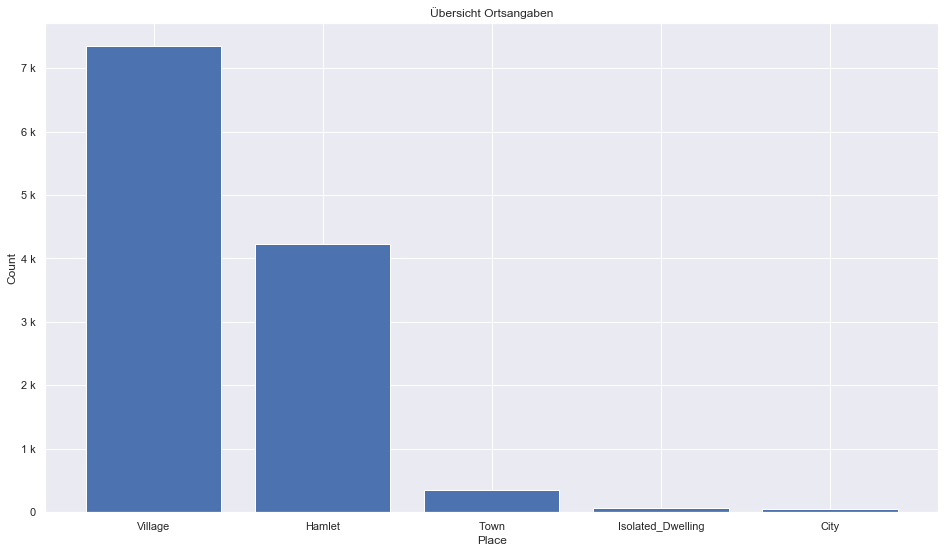 Übersicht Ortsangaben
7 k
6 k
5 k
4 k
3 k
2 k
1 k
0
Count
Village Hamlet Town Isolated_Dwelling City
Place